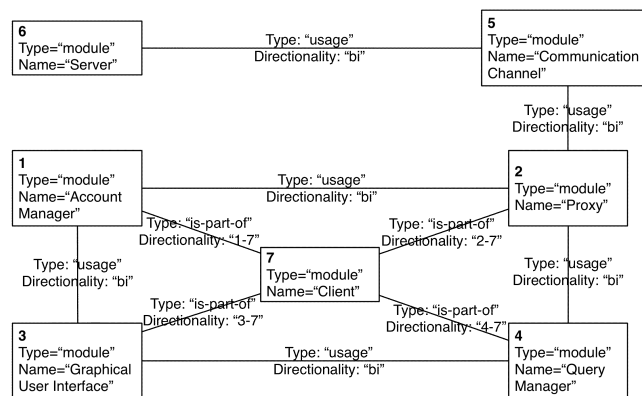 6
Type=“module”
Name=“Server”
Type: “usage”
Directionality: “bi”
5
Type=“module”
Name=“Communication
Channel”
Type: “usage”
Directionality: “bi”
1
Type=“module”
Name=“Account
Manager”
Type: “usage”
Directionality: “bi”
2
Type=“module”
Name=“Proxy”
Type: “is-part-of”
Directionality: “1-7”
Type: “is-part-of”
Directionality: “2-7”
7
Type=“module”
Name=“Client”
Type: “usage”
Directionality: “bi”
Type: “usage”
Directionality: “bi”
Type: “is-part-of”
Directionality: “3-7”
Type: “is-part-of”
Directionality: “4-7”
3
Type=“module”
Name=“Graphical
User Interface”
Type: “usage”
Directionality: “bi”
4
Type=“module”
Name=“Query
Manager”